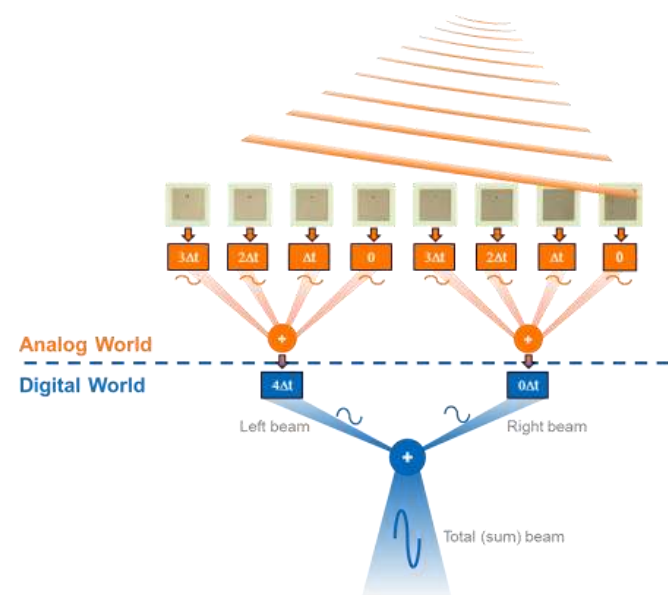 3Δt 2Δt Δt 0 3Δt 2Δt Δt 0
+ +
Analog World
Digital World
4Δt 0Δt
Left beam Right beam
+
Total (sum) beam